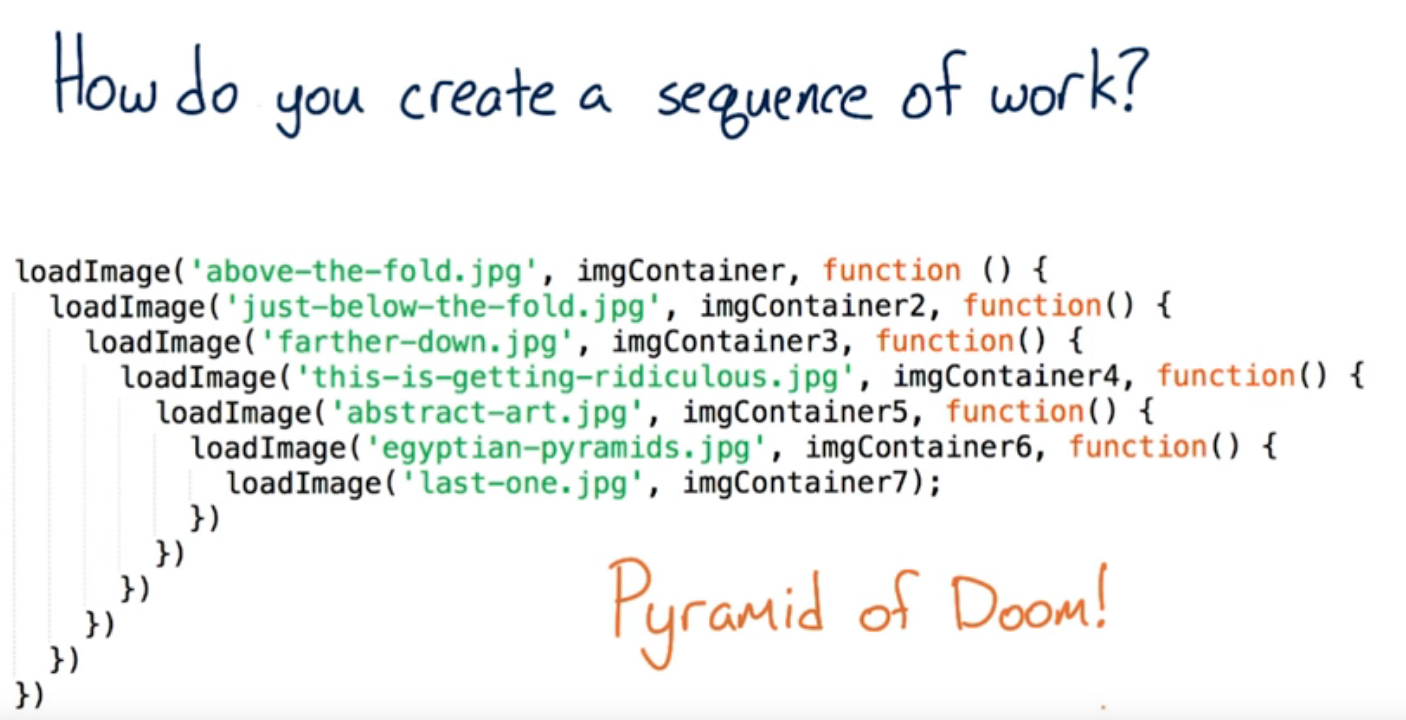 How do you create a sequence of work?
loadImage('above-the-fold.jpg', imgContainer, function () {
  loadImage('just-below-the-fold.jpg', imgContainer2, function() {
    loadImage('farther-down.jpg', imgContainer3, function() {
      loadImage('this-is-getting-ridiculous.jpg', imgContainer4, function() {
        loadImage('abstract-art.jpg', imgContainer5, function() {
          loadImage('egyptian-pyramids.jpg', imgContainer6, function() {
            loadImage('last-one.jpg', imgContainer7);
          })
        })
      })
    })
  })
})
Pyramid of Doom!